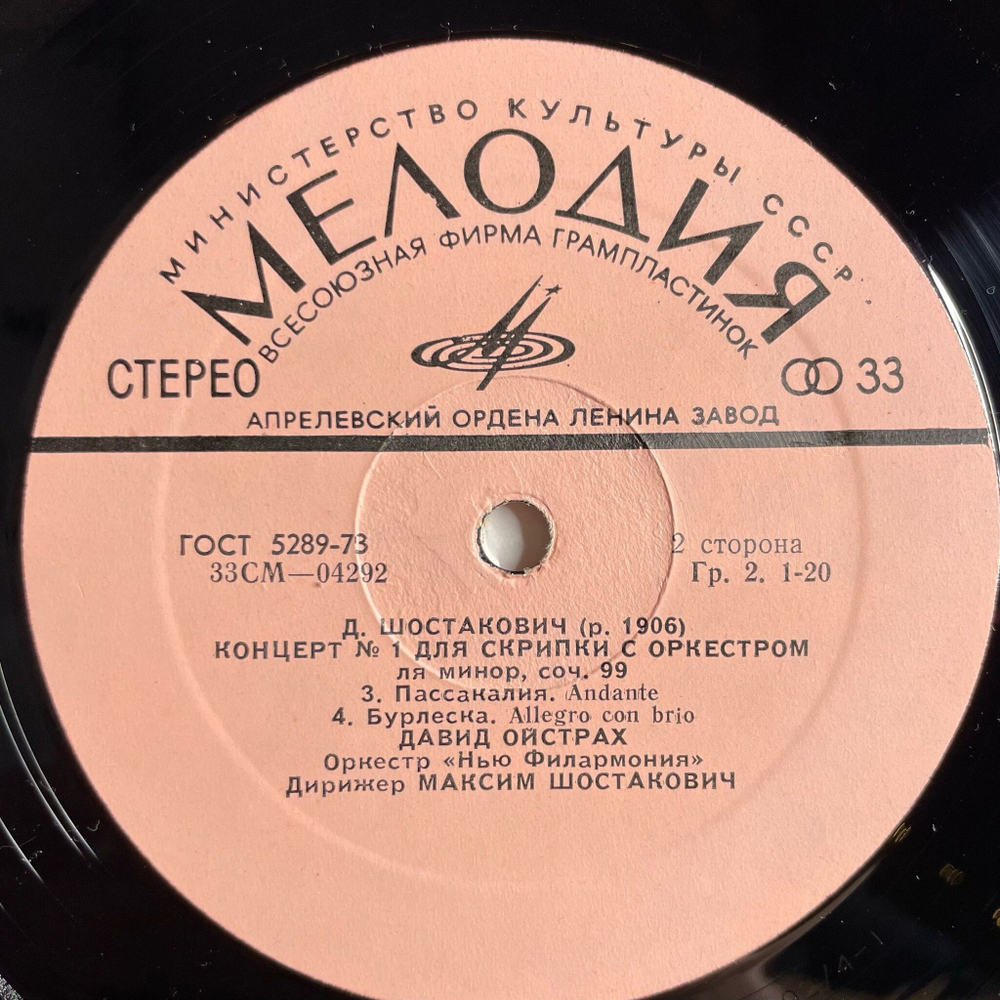 МИНИСТЕРСТВО КУЛЬТУРЫ СССР
МЕЛОДИЯ
ВСЕСОЮЗНАЯ ФИРМА ГРАМПЛАСТИНОК
СТЕРЕО
33
АПРЕЛЕВСКИЙ ОРДЕНА ЛЕНИНА ЗАВОД
ГОСТ 5289-73
2 сторона
33СМ—04292
Гр. 2. 1-20
Д. ШОСТАКОВИЧ (р. 1906)
КОНЦЕРТ № 1 ДЛЯ СКРИПКИ С ОРКЕСТРОМ
ля минор, соч. 99
3. Пассакалия. Andante
4. Бурлеска. Allegro con brio
ДАВИД ОЙСТРАХ
Оркестр «Нью Филармония»
Дирижер МАКСИМ ШОСТАКОВИЧ